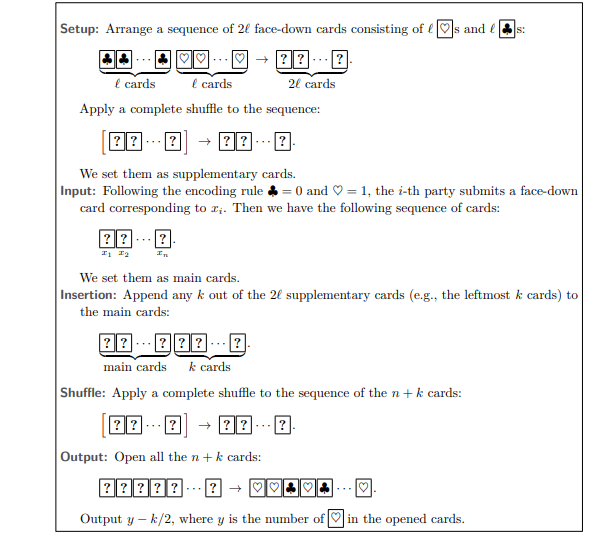 Setup: Arrange a sequence of 2ℓ face-down cards consisting of ℓ ♡s and ℓ ♣s:
♣♣ ··· ♣ ♡♡ ··· ♡ → ? ? ··· ?.
ℓ cards ℓ cards 2ℓ cards
Apply a complete shuffle to the sequence:
[ ? ? ··· ? ] → ? ? ··· ?.
We set them as supplementary cards.
Input: Following the encoding rule ♣ = 0 and ♡ = 1, the i-th party submits a face-down
card corresponding to xᵢ. Then we have the following sequence of cards:
? ? ··· ?.
x₁ x₂ xₙ
We set them as main cards.
Insertion: Append any k out of the 2ℓ supplementary cards (e.g., the leftmost k cards) to
the main cards:
? ? ··· ? ? ? ··· ?.
main cards k cards
Shuffle: Apply a complete shuffle to the sequence of the n + k cards:
[ ? ? ··· ? ] → ? ? ··· ?.
Output: Open all the n + k cards:
? ? ? ? ? ··· ? → ♡ ♡ ♣ ♡ ♣ ··· ♡.
Output y − k/2, where y is the number of ♡ in the opened cards.